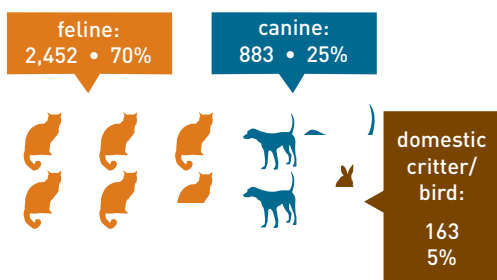 feline:
2,452 • 70%
canine:
883 • 25%
domestic
critter/
bird:
163
5%